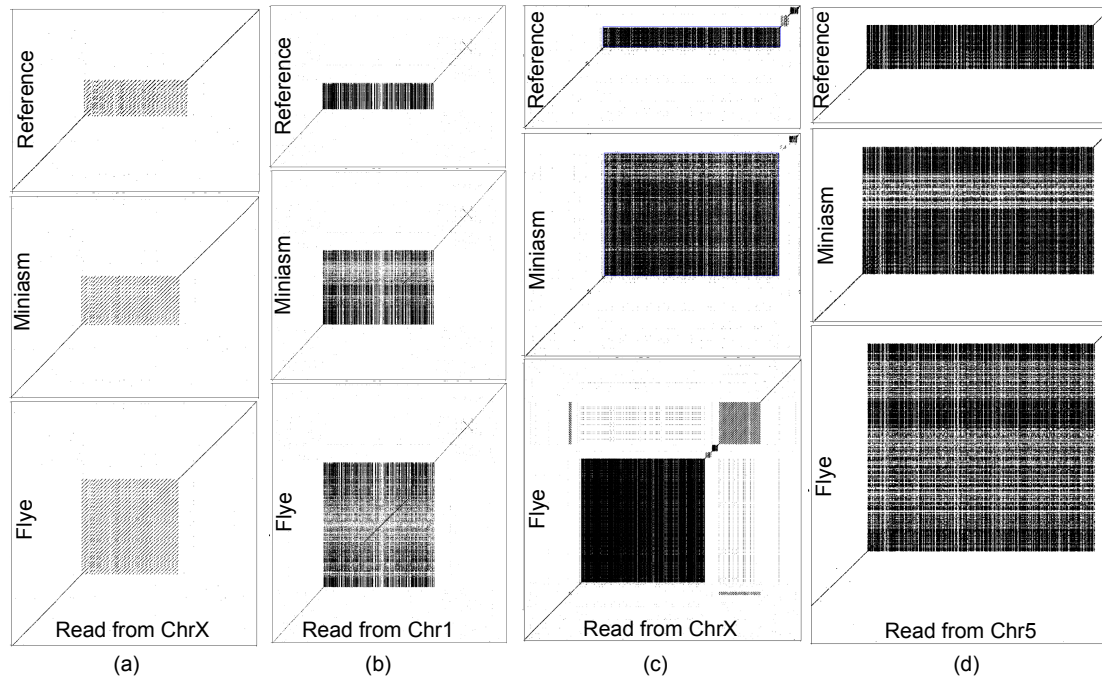 Reference
Miniasm
Flye
Read from ChrX
(a)
Reference
Miniasm
Flye
Read from Chr1
(b)
Reference
Miniasm
Flye
Read from ChrX
(c)
Reference
Miniasm
Flye
Read from Chr5
(d)